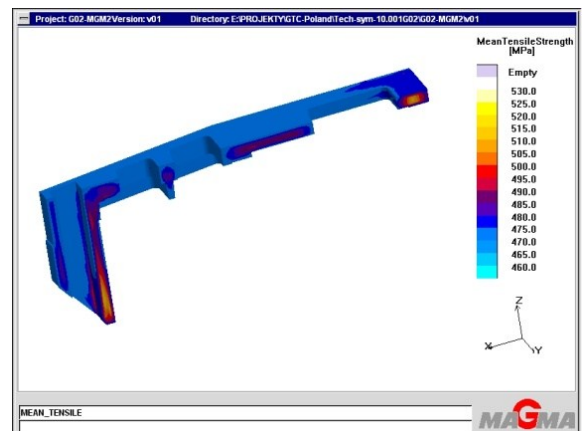 Project: G02-MGM2Version: v01 Directory: E:\PROJEKTY\GTC-Poland\Tech-sym-10.001G02\G02-MGM2\v01
MeanTensileStrength
[MPa]
Empty
530.0
525.0
520.0
515.0
510.0
505.0
500.0
495.0
490.0
485.0
480.0
475.0
470.0
465.0
460.0
Z
X
Y
MEAN_TENSILE
MAGMA